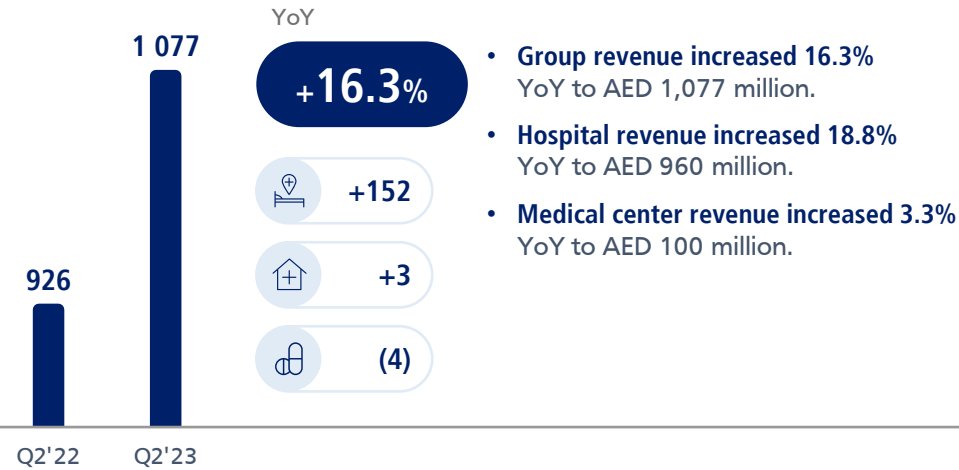 YoY
1 077
926
Q2'22
Q2'23
+16.3%
+152
+3
(4)
• Group revenue increased 16.3%
YoY to AED 1,077 million.
• Hospital revenue increased 18.8%
YoY to AED 960 million.
• Medical center revenue increased 3.3%
YoY to AED 100 million.